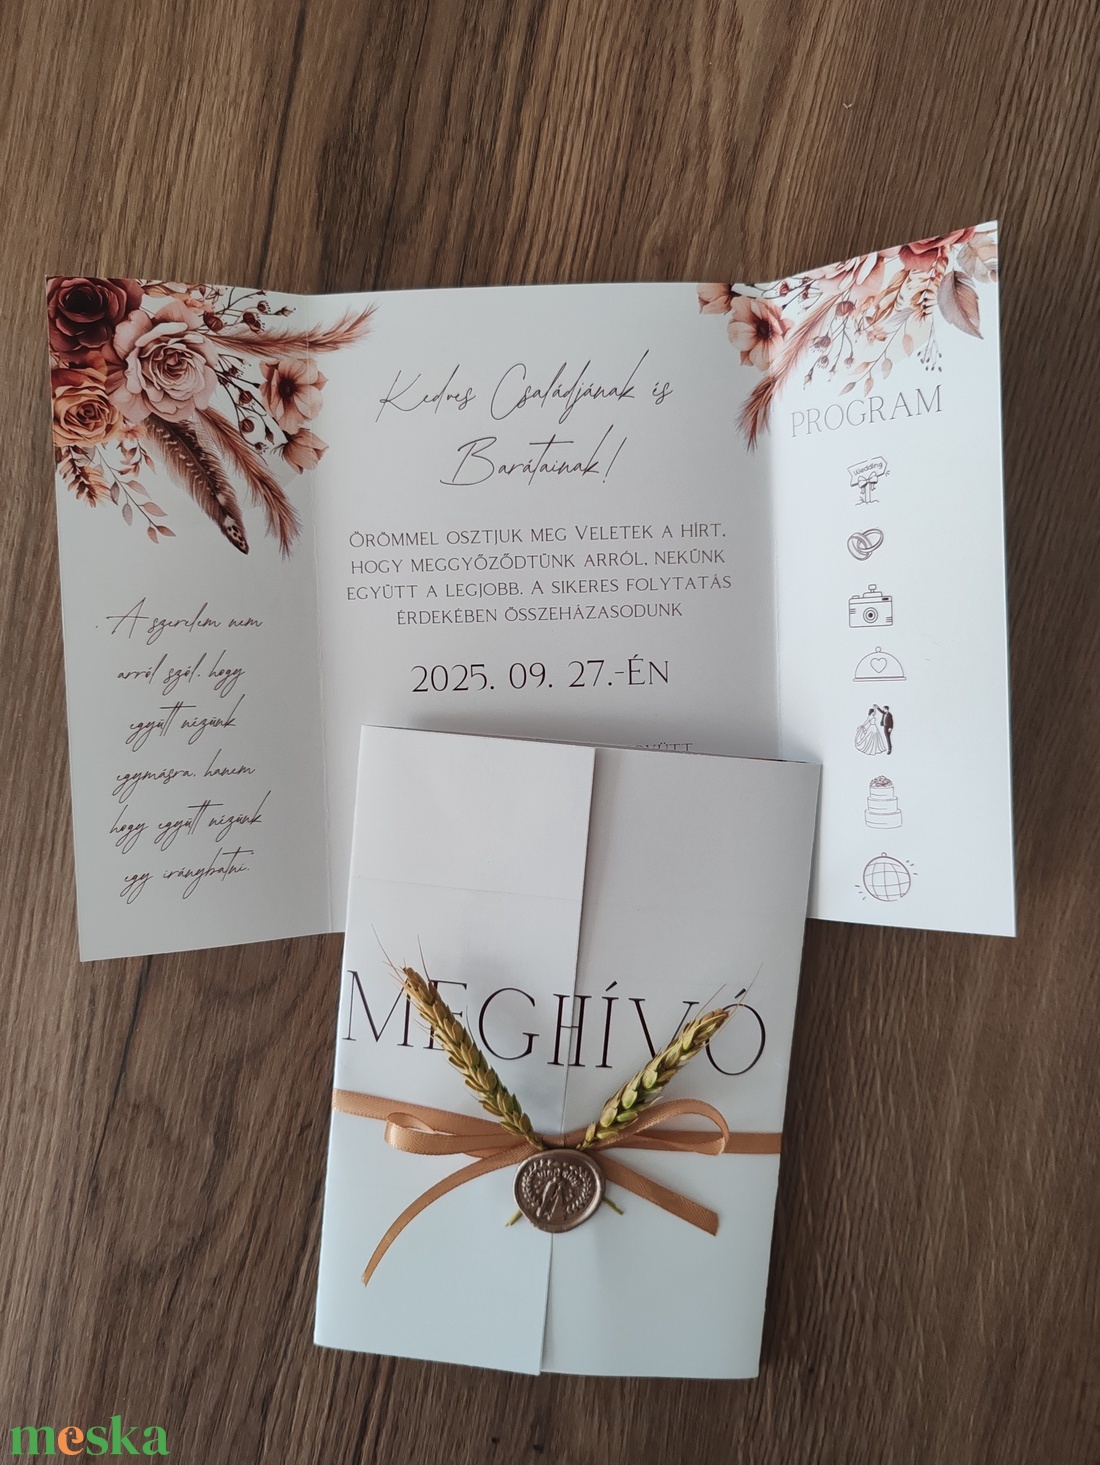 Kedves Családjának és
Barátainak!
ÖRÖMMEL OSZTJUK MEG VELETEK A HÍRT,
HOGY MEGGYŐZŐDTÜNK ARRÓL, NEKÜNK
EGYÜTT A LEGJOBB. A SIKERES FOLYTATÁS
ÉRDEKÉBEN ÖSSZEHÁZASODUNK
2025. 09. 27.-ÉN
A szerelem nem
arról szól, hogy
együtt nézünk
egymásra, hanem
hogy együtt nézünk
egy irányba
PROGRAM
Wedding
MEGHÍVÓ
meska